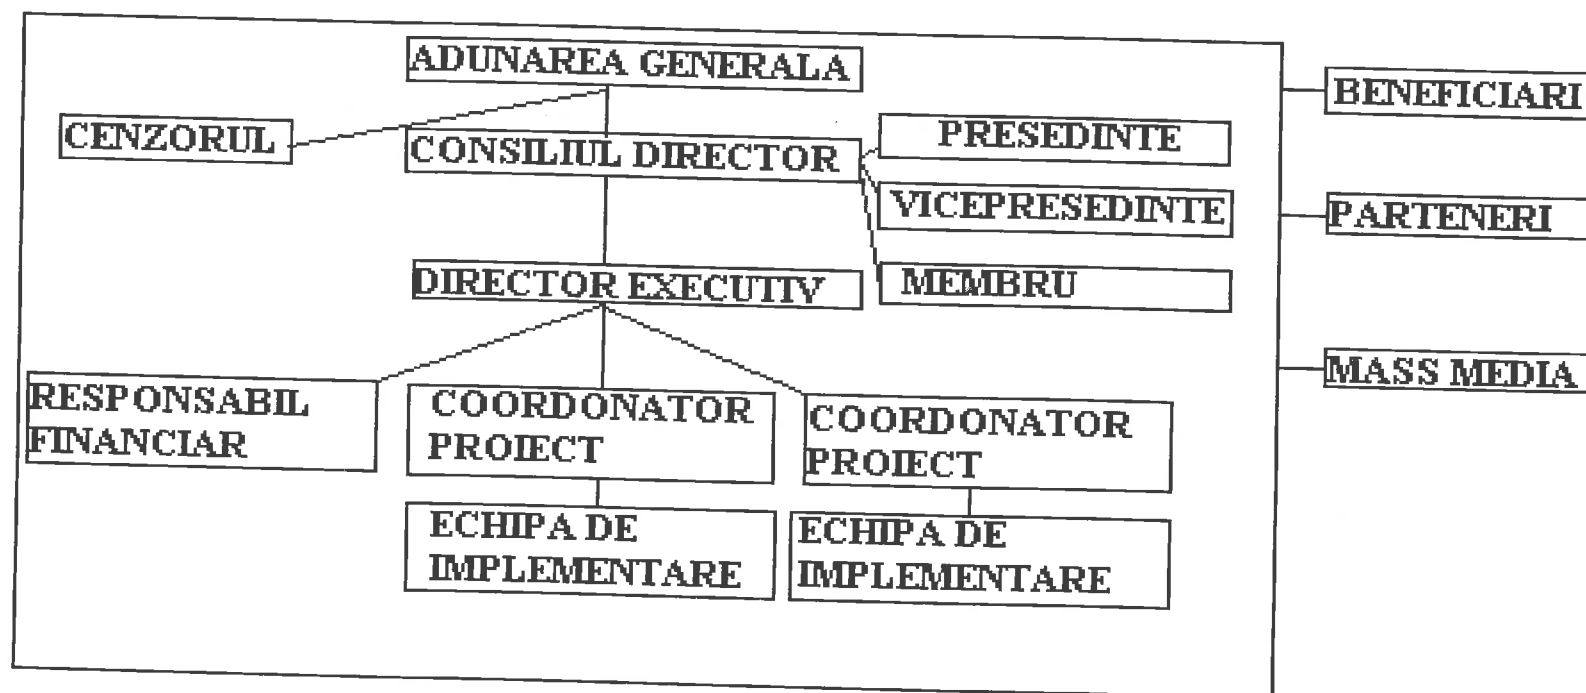 ADUNAREA GENERALA
BENEFICIARI
CENZORUL
CONSILIUL DIRECTOR
PRESEDINTE
VICEPRESEDINTE
PARTENERI
DIRECTOR EXECUTIV
MEMBRU
MASS MEDIA
RESPONSABIL
FINANCIAR
COORDONATOR
PROIECT
COORDONATOR
PROIECT
ECHIPA DE
IMPLEMENTARE
ECHIPA DE
IMPLEMENTARE